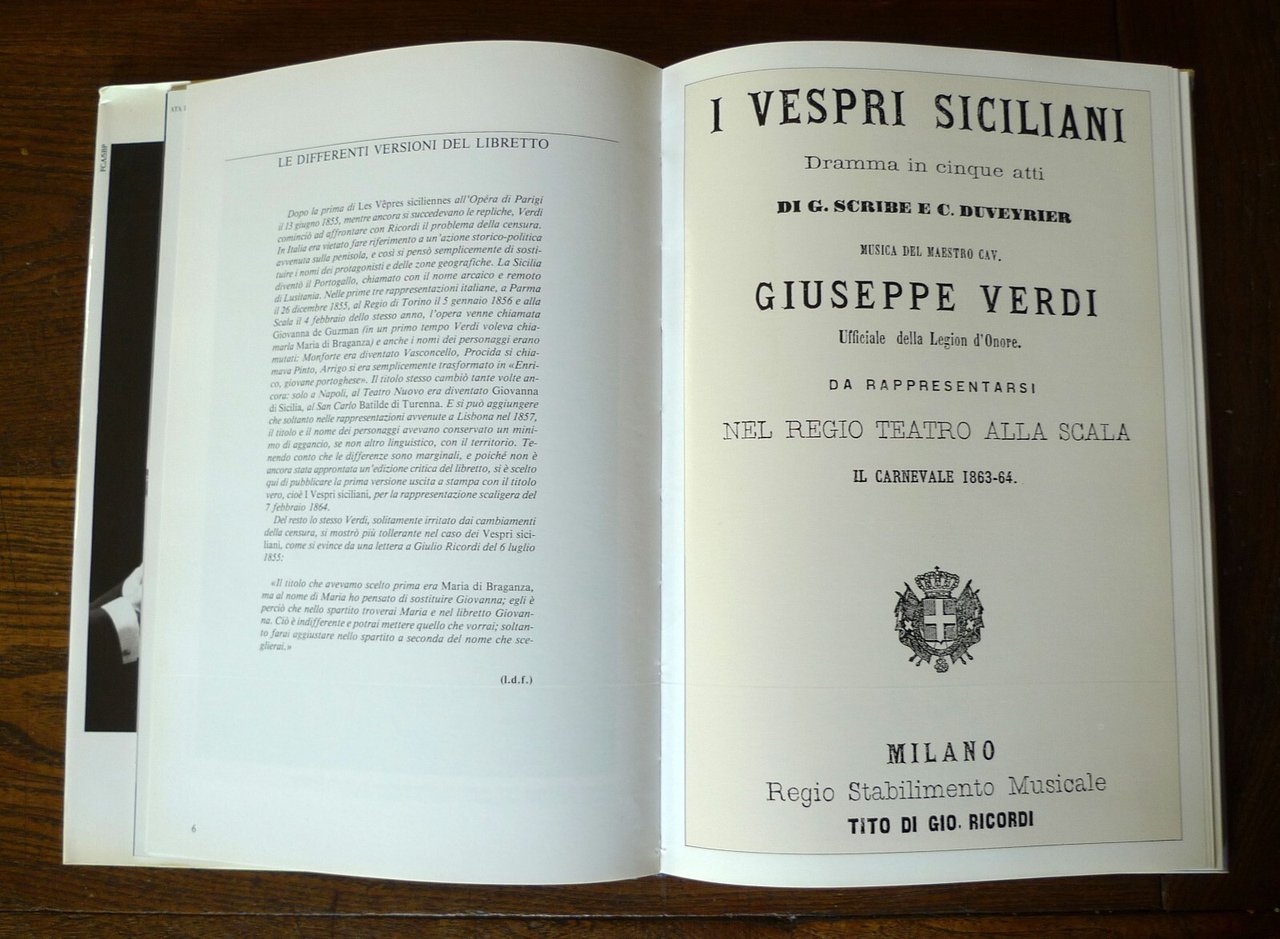 LE DIFFERENTI VERSIONI DEL LIBRETTO
Dopo la prima di Les Vêpres siciliennes all'Opéra di Parigi
il 13 giugno 1855, mentre ancora si succedevano le repliche, Verdi
cominciò ad affrontare con Ricordi il problema della censura.
In Italia era vietato fare riferimento a un'azione storico-politica
avvenuta sulla penisola, e così si pensò semplicemente di sosti-
tuire i nomi dei protagonisti e delle zone geografiche. La Sicilia
diventò il Portogallo, chiamato con il nome arcaico e remoto
di Lusitania. Nelle prime tre rappresentazioni italiane, a Parma
il 26 dicembre 1855, al Regio di Torino il 5 gennaio 1856 e alla
Scala il 4 febbraio dello stesso anno, l'opera venne chiamata
Giovanna de Guzman (in un primo tempo Verdi voleva chia-
marla Maria di Braganza) e anche i nomi dei personaggi erano
mutati: Monforte era diventato Vasconcello, Procida si chia-
mava Pinto, Arrigo si era semplicemente trasformato in «Enri-
co, giovane portoghese». Il titolo stesso cambiò tante volte an-
cora: solo a Napoli, al Teatro Nuovo era diventato Giovanna
di Sicilia, al San Carlo Batilde di Turenna. E si può aggiungere
che soltanto nelle rappresentazioni avvenute a Lisbona nel 1857,
il titolo e il nome dei personaggi avevano conservato un mini-
mo di aggancio, se non altro linguistico, con il territorio. Te-
nendo conto che le differenze sono marginali, e poiché non è
ancora stata approntata un'edizione critica del libretto, si è scelto
qui di pubblicare la prima versione uscita a stampa con il titolo
vero, cioè I Vespri siciliani, per la rappresentazione scaligera del
7 febbraio 1864.
Del resto lo stesso Verdi, solitamente irritato dai cambiamenti
della censura, si mostrò più tollerante nel caso dei Vespri sici-
liani, come si evince da una lettera a Giulio Ricordi del 6 luglio
1855:
«Il titolo che avevamo scelto prima era Maria di Braganza,
ma al nome di Maria ho pensato di sostituire Giovanna; egli è
perciò che nello spartito troverai Maria e nel libretto Giovan-
na. Ciò è indifferente e potrai mettere quello che vorrai; soltan-
to farai aggiustare nello spartito a seconda del nome che sce-
glierai.»
(l.d.f.)
6
I VESPRI SICILIANI
Dramma in cinque atti
DI G. SCRIBE E C. DUVEYRIER
MUSICA DEL MAESTRO CAV.
GIUSEPPE VERDI
Ufficiale della Legion d'Onore.
DA RAPPRESENTARSI
NEL REGIO TEATRO ALLA SCALA
IL CARNEVALE 1863-64.
MILANO
Regio Stabilimento Musicale
TITO DI GIO. RICORDI